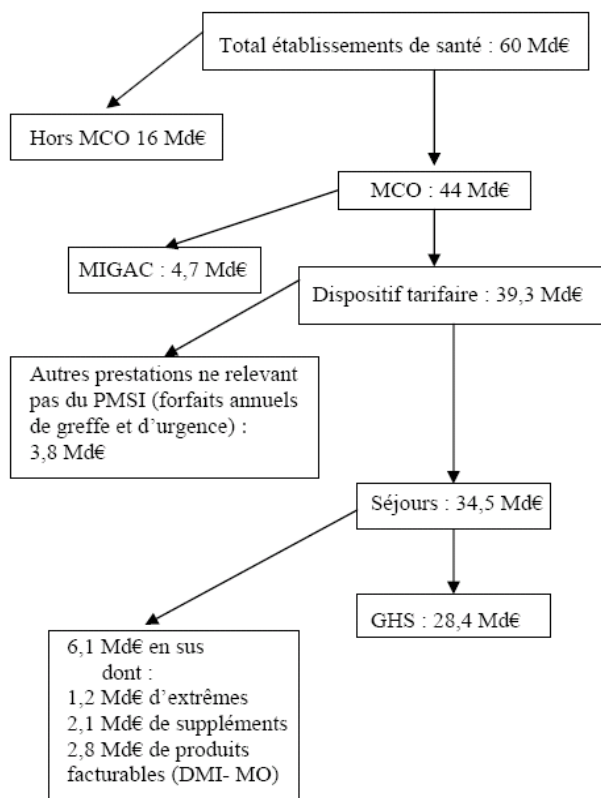 Total établissements de santé : 60 Md€
Hors MCO 16 Md€
MCO : 44 Md€
MIGAC : 4,7 Md€
Dispositif tarifaire : 39,3 Md€
Autres prestations ne relevant
pas du PMSI (forfaits annuels
de greffe et d’urgence) :
3,8 Md€
Séjours : 34,5 Md€
GHS : 28,4 Md€
6,1 Md€ en sus
dont :
1,2 Md€ d’extrêmes
2,1 Md€ de suppléments
2,8 Md€ de produits
facturables (DMI- MO)